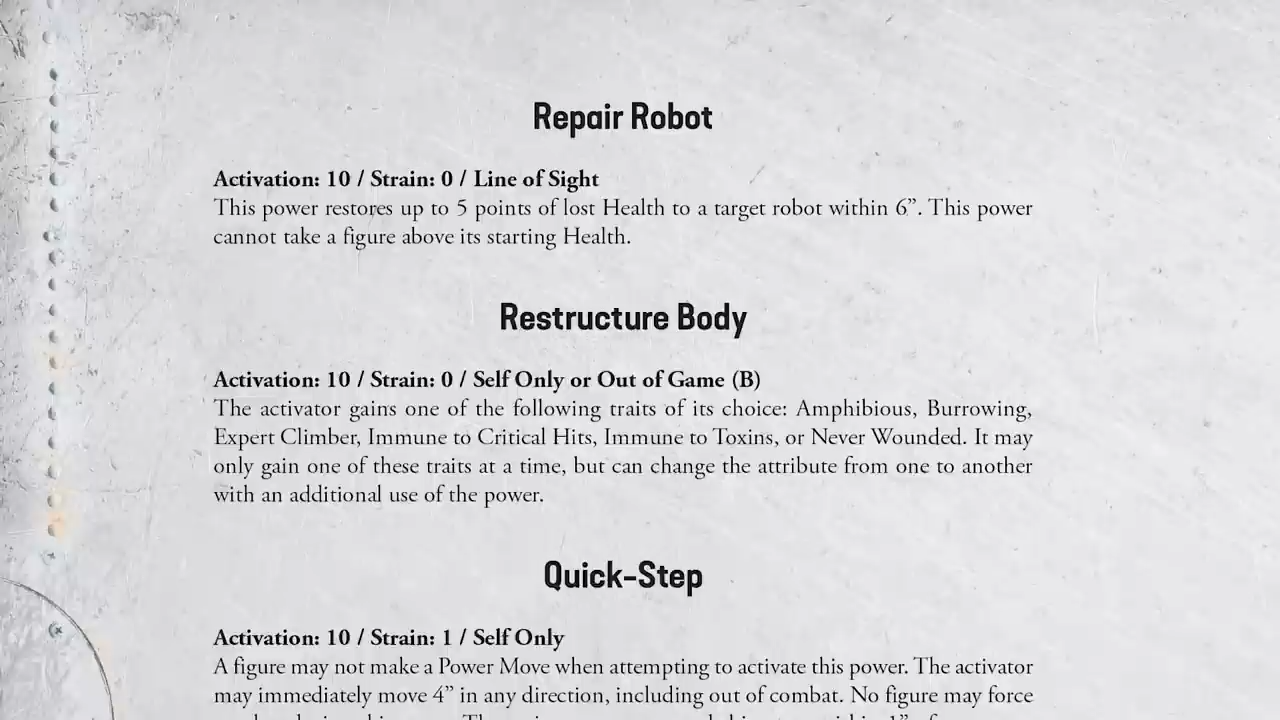 Repair Robot
Activation: 10 / Strain: 0 / Line of Sight
This power restores up to 5 points of lost Health to a target robot within 6”. This power
cannot take a figure above its starting Health.
Restructure Body
Activation: 10 / Strain: 0 / Self Only or Out of Game (B)
The activator gains one of the following traits of its choice: Amphibious, Burrowing,
Expert Climber, Immune to Critical Hits, Immune to Toxins, or Never Wounded. It may
only gain one of these traits at a time, but can change the attribute from one to another
with an additional use of the power.
Quick-Step
Activation: 10 / Strain: 1 / Self Only
A figure may not make a Power Move when attempting to activate this power. The activator
may immediately move 4” in any direction, including out of combat. No figure may force